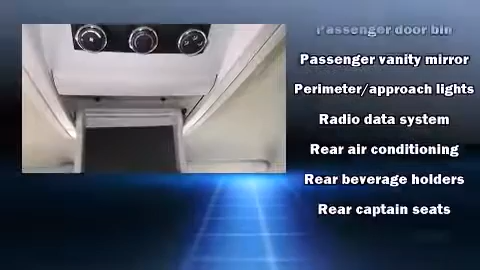 Passenger door bin
Passenger vanity mirror
Perimeter/approach lights
Radio data system
Rear air conditioning
Rear beverage holders
Rear captain seats